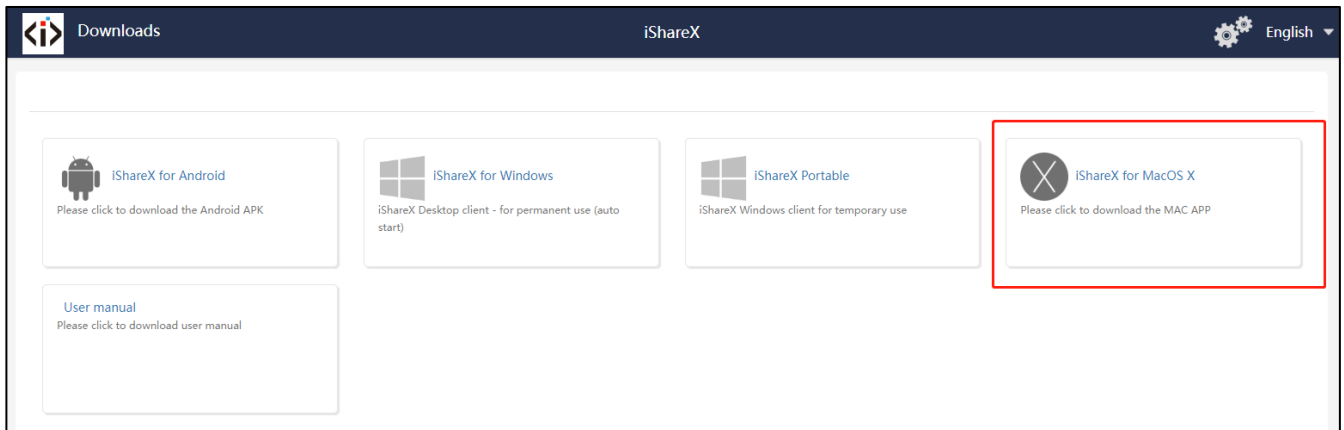 Downloads
iShareX
English
iShareX for Android
Please click to download the Android APK
iShareX for Windows
iShareX Desktop client - for permanent use (auto
start)
iShareX Portable
iShareX Windows client for temporary use
iShareX for MacOS X
Please click to download the MAC APP
User manual
Please click to download user manual